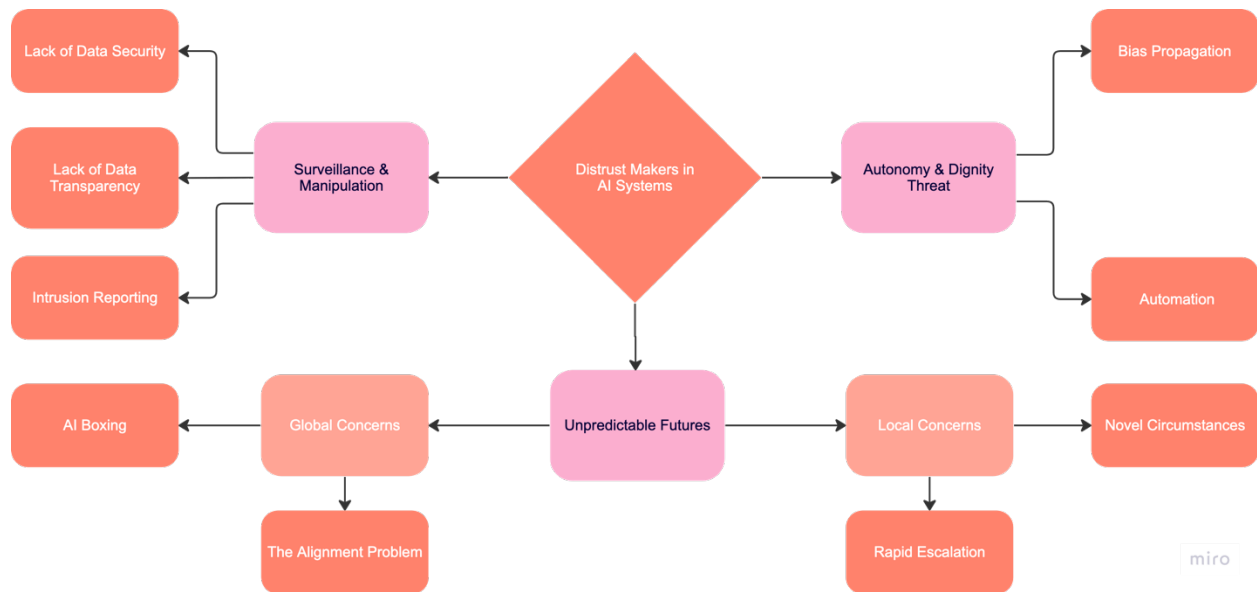 Lack of Data Security
Bias Propagation
Lack of Data
Transparency
Surveillance &
Manipulation
Distrust Makers in
AI Systems
Autonomy & Dignity
Threat
Intrusion Reporting
Automation
AI Boxing
Global Concerns
Unpredictable Futures
Local Concerns
Novel Circumstances
The Alignment Problem
Rapid Escalation
miro